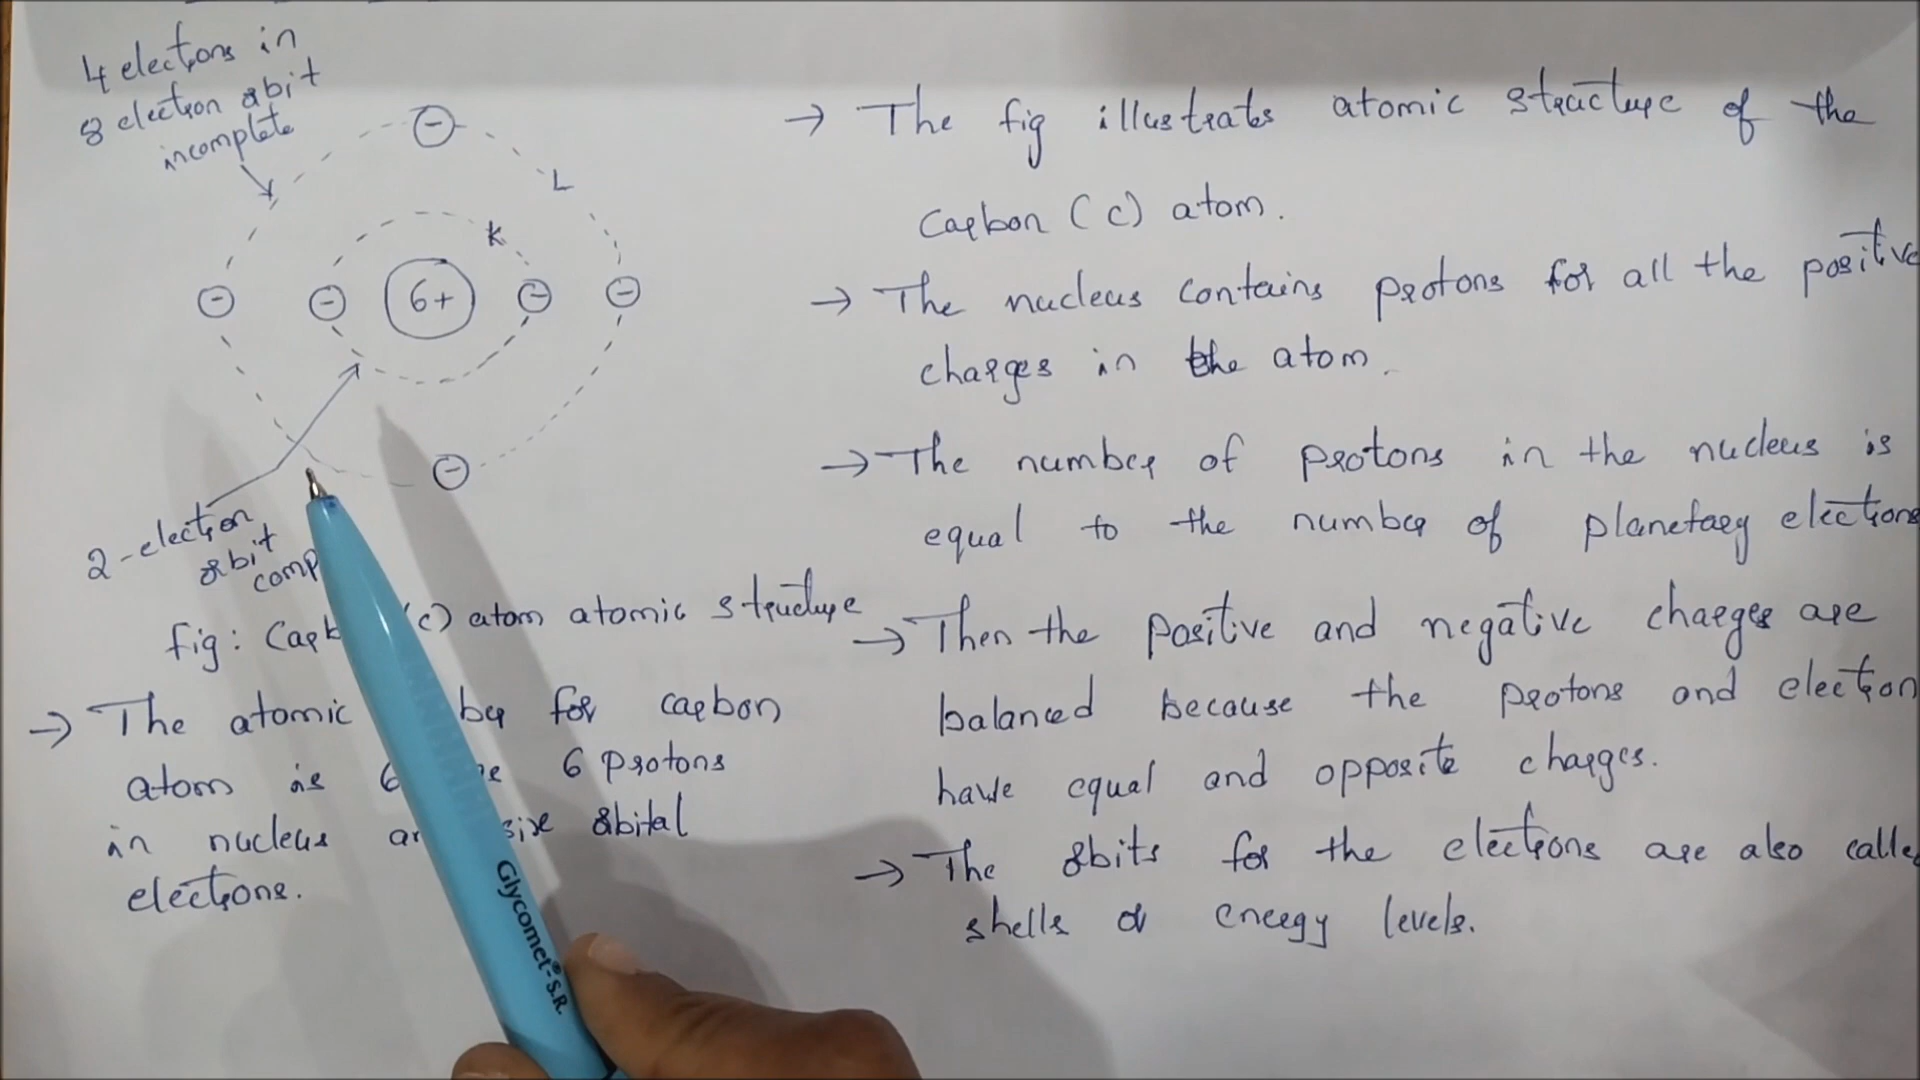 4 electrons in
8 electron orbit
incomplete
L
K
6+
2-electron
orbit
fig: (c) atom atomic structure
→ The atomic for carbon
atom is 6 6 protons
in nucleus six orbital
electrons.
→ The fig illustrates atomic structure of the
Carbon (c) atom.
→ The nucleus contains protons for all the positive
charges in the atom.
→ The number of protons in the nucleus is
equal to the number of planetary electrons
→ Then the positive and negative charges are
balanced because the protons and electron
have equal and opposite charges.
→ The orbits for the electrons are also called
shells or energy levels.
Glycomet®-S.R.